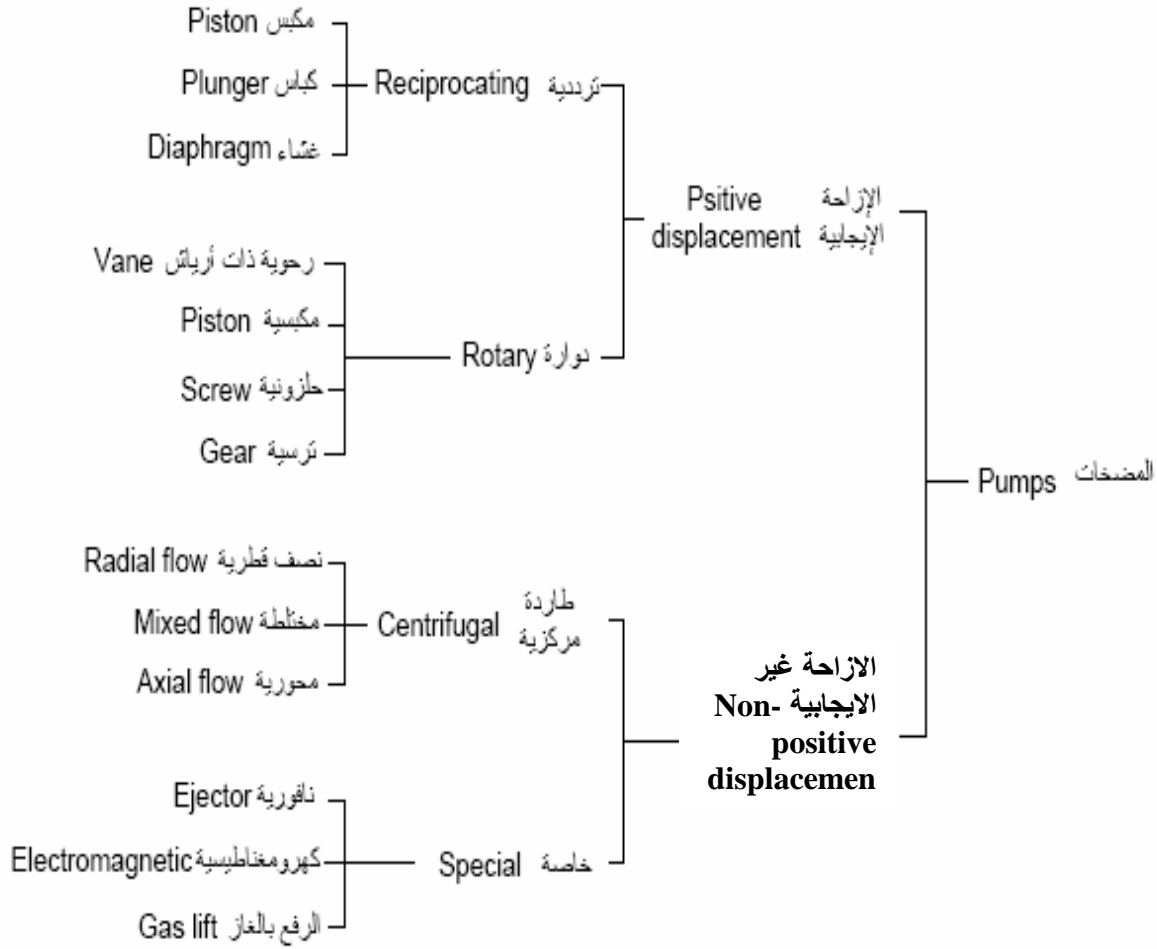 Piston مكبس
Plunger كباس
Diaphragm غشاء
Reciprocating ترددية
Psitive الإزاحة
displacement الإيجابية
Vane رحوية ذات أرياش
Piston مكبسية
Screw حلزونية
Gear ترسية
Rotary دوارة
Pumps المضخات
Radial flow نصف قطرية
Mixed flow مختلطة
Axial flow محورية
طاردة
Centrifugal مركزية
الازاحة غير
الايجابية Non-
positive
displacemen
Ejector نافورية
Electromagnetic كهرومغناطيسية
Gas lift الرفع بالغاز
Special خاصة